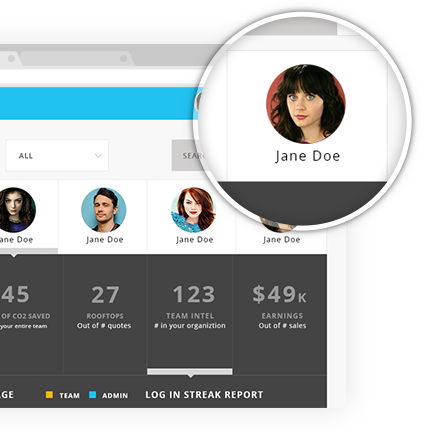 Jane Doe
ALL
SEAR
ane Doe
Jane Doe
Jane Doe
Jane Doe
45
27
123
$49K
OF CO2 SAVED
ROOFTOPS
TEAM INTEL
EARNINGS
your entire team
Out of # quotes
# in your organiztion
Out of # sales
AGE
TEAM
ADMIN
LOG IN STREAK REPORT